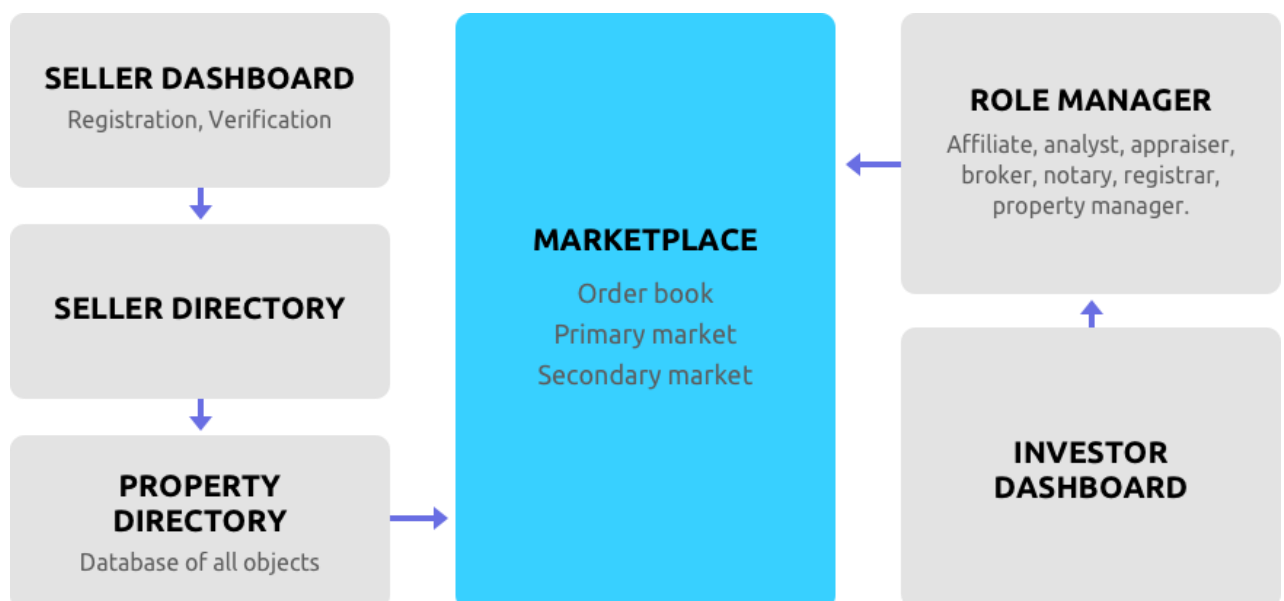 SELLER DASHBOARD
Registration, Verification
SELLER DIRECTORY
PROPERTY
DIRECTORY
Database of all objects
MARKETPLACE
Order book
Primary market
Secondary market
ROLE MANAGER
Affiliate, analyst, appraiser,
broker, notary, registrar,
property manager.
INVESTOR
DASHBOARD